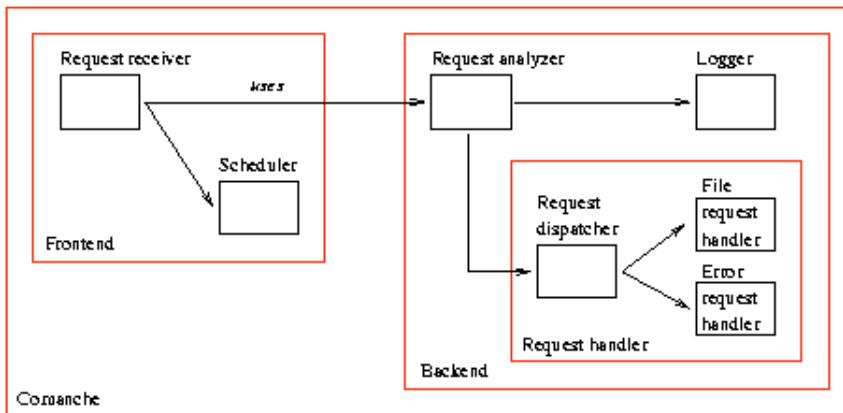 Request receiver
uses
Scheduler
Frontend
Request analyzer
Logger
Request
dispatcher
File
request
handler
Error
request
handler
Request handler
Backend
Comanche